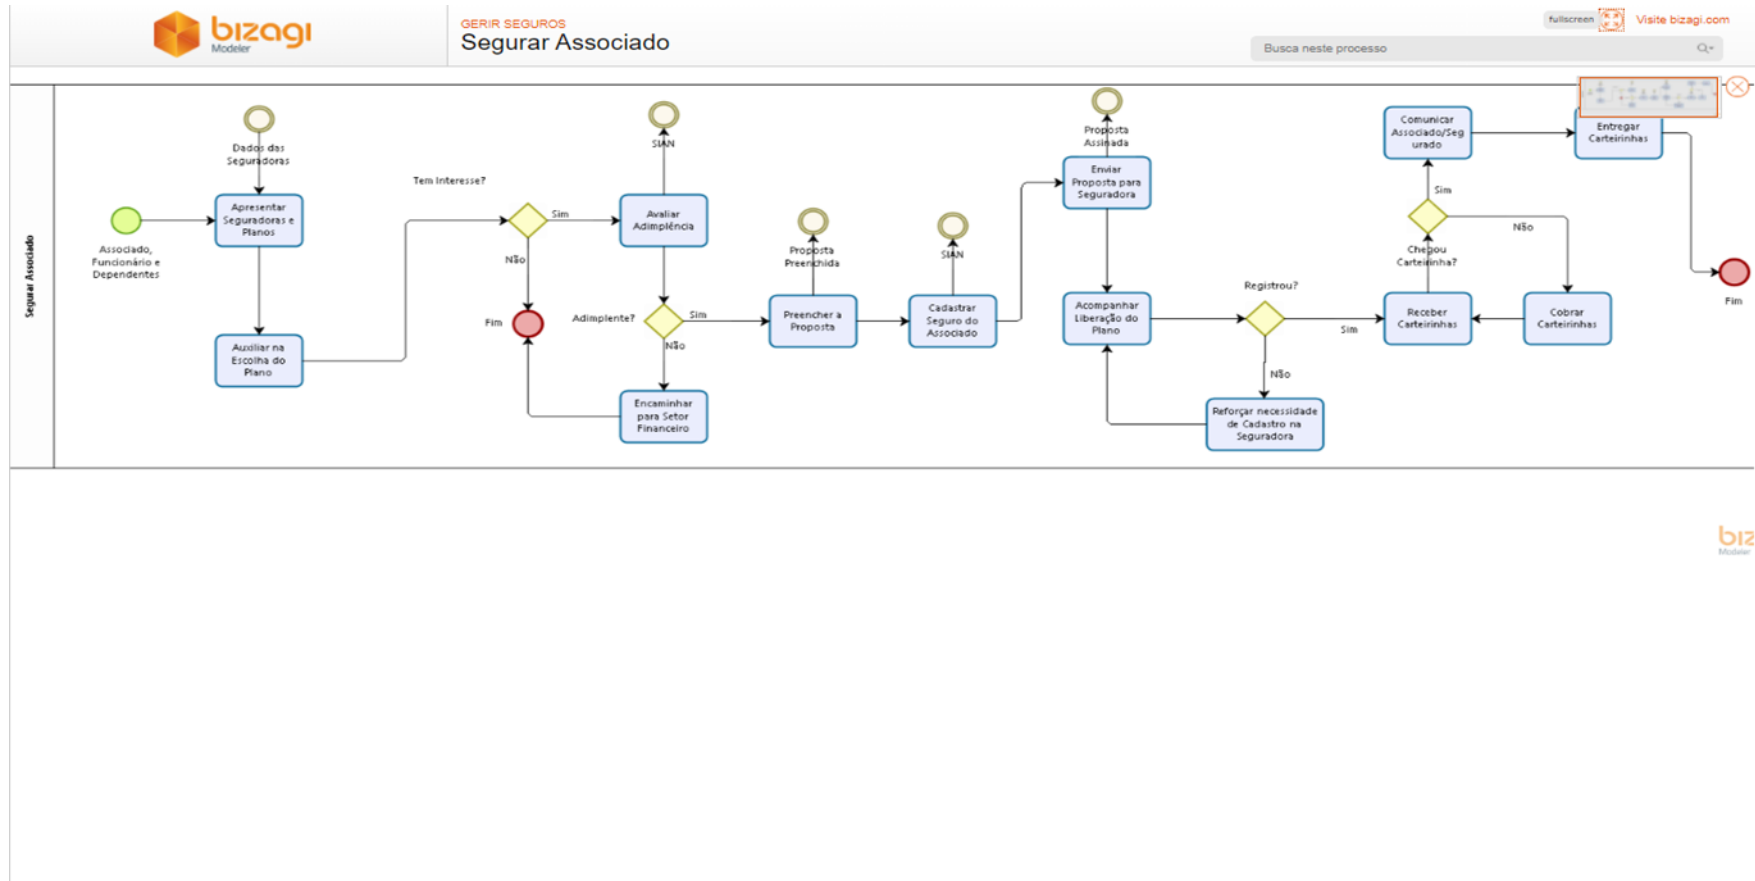 bizagi
Modeler
GERIR SEGUROS
Segurar Associado
fullscreen
Visite bizagi.com
Busca neste processo
Segurar Associado
Associado,
Funcionário e
Dependentes
Dados das
Seguradoras
Apresentar
Seguradoras e
Planos
Auxiliar na
Escolha do
Plano
Tem Interesse?
Sim
Não
Fim
SIAN
Avaliar
Adimplência
Adimplente?
Sim
Não
Encaminhar
para Setor
Financeiro
Proposta
Preenchida
Preencher a
Proposta
SIAN
Cadastrar
Seguro do
Associado
Proposta
Assinada
Enviar
Proposta para
Seguradora
Acompanhar
Liberação do
Plano
Registrou?
Sim
Não
Reforçar necessidade
de Cadastro na
Seguradora
Receber
Carteirinhas
Chegou
Carteirinha?
Sim
Não
Cobrar
Carteirinhas
Comunicar
Associado/Seg
urado
Entregar
Carteirinhas
Fim
biz
Modeler